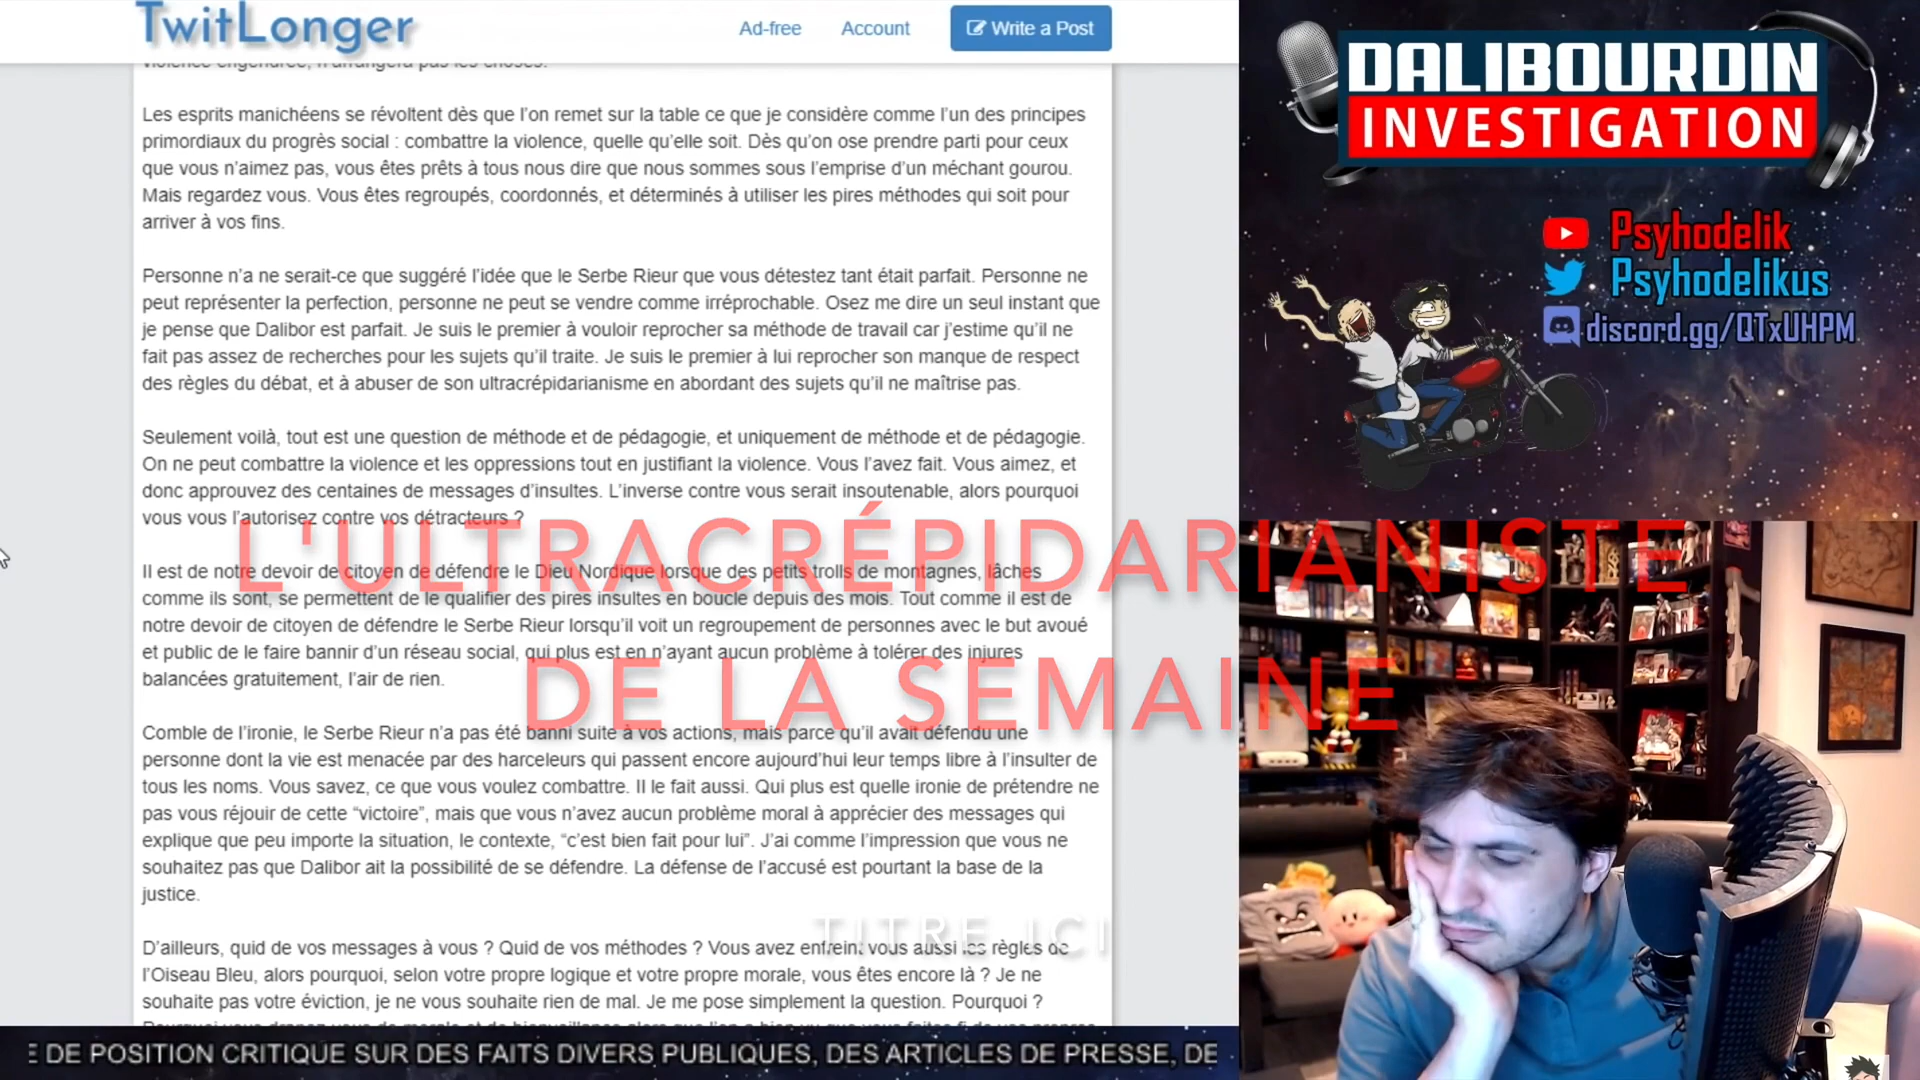 TwitLonger
Ad-free
Account
Write a Post
violence engendrée, n'arrangera pas les choses.
Les esprits manichéens se révoltent dès que l'on remet sur la table ce que je considère comme l'un des principes
primordiaux du progrès social : combattre la violence, quelle qu'elle soit. Dès qu'on ose prendre parti pour ceux
que vous n'aimez pas, vous êtes prêts à tous nous dire que nous sommes sous l'emprise d'un méchant gourou.
Mais regardez vous. Vous êtes regroupés, coordonnés, et déterminés à utiliser les pires méthodes qui soit pour
arriver à vos fins.
Personne n'a ne serait-ce que suggéré l'idée que le Serbe Rieur que vous détestez tant était parfait. Personne ne
peut représenter la perfection, personne ne peut se vendre comme irréprochable. Osez me dire un seul instant que
je pense que Dalibor est parfait. Je suis le premier à vouloir reprocher sa méthode de travail car j'estime qu'il ne
fait pas assez de recherches pour les sujets qu'il traite. Je suis le premier à lui reprocher son manque de respect
des règles du débat, et à abuser de son ultracrépidarianisme en abordant des sujets qu'il ne maîtrise pas.
Seulement voilà, tout est une question de méthode et de pédagogie, et uniquement de méthode et de pédagogie.
On ne peut combattre la violence et les oppressions tout en justifiant la violence. Vous l'avez fait. Vous aimez, et
donc approuvez des centaines de messages d'insultes. L'inverse contre vous serait insoutenable, alors pourquoi
vous vous l'autorisez contre vos détracteurs ?
Il est de notre devoir de citoyen de défendre le Dieu Nordique lorsque des petits trolls de montagnes, lâches
comme ils sont, se permettent de le qualifier des pires insultes en boucle depuis des mois. Tout comme il est de
notre devoir de citoyen de défendre le Serbe Rieur lorsqu'il voit un regroupement de personnes avec le but avoué
et public de le faire bannir d'un réseau social, qui plus est en n'ayant aucun problème à tolérer des injures
balancées gratuitement, l'air de rien.
Comble de l'ironie, le Serbe Rieur n'a pas été banni suite à vos actions, mais parce qu'il avait défendu une
personne dont la vie est menacée par des harceleurs qui passent encore aujourd'hui leur temps libre à l'insulter de
tous les noms. Vous savez, ce que vous voulez combattre. Il le fait aussi. Qui plus est quelle ironie de prétendre ne
pas vous réjouir de cette “victoire”, mais que vous n'avez aucun problème moral à apprécier des messages qui
explique que peu importe la situation, le contexte, “c'est bien fait pour lui”. J'ai comme l'impression que vous ne
souhaitez pas que Dalibor ait la possibilité de se défendre. La défense de l'accusé est pourtant la base de la
justice.
D'ailleurs, quid de vos messages à vous ? Quid de vos méthodes ? Vous avez enfreint vous aussi les règles de
l'Oiseau Bleu, alors pourquoi, selon votre propre logique et votre propre morale, vous êtes encore là ? Je ne
souhaite pas votre éviction, je ne vous souhaite rien de mal. Je me pose simplement la question. Pourquoi ?
L'ULTRACRÉPIDARIANISTE
DE LA SEMAINE
TITRE ICI
DALIBOURDIN
INVESTIGATION
Psyhodelik
Psyhodelikus
discord.gg/QTxUHPM
E DE POSITION CRITIQUE SUR DES FAITS DIVERS PUBLIQUES, DES ARTICLES DE PRESSE, DE